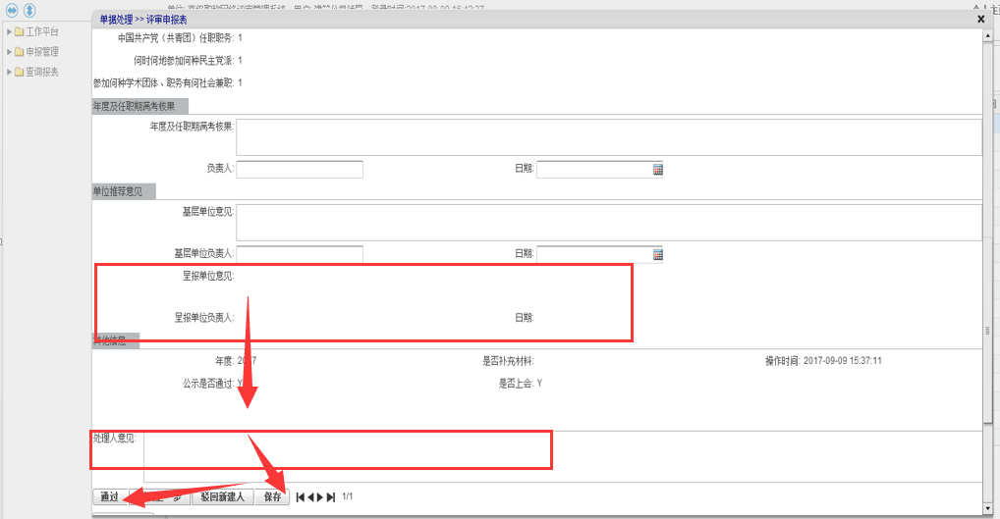 单据处理 >> 评审申报表
工作平台
申报管理
查询报表
中国共产党（共青团）任职职务: 1
何时何地参加何种民主党派: 1
参加何种学术团体、职务有何社会兼职: 1
年度及任职期满考核果
年度及任职期满考核果:
负责人: 日期:
单位推荐意见
基层单位意见:
基层单位负责人: 日期:
呈报单位意见:
呈报单位负责人: 日期:
其他信息
年度: 2017 是否补充材料: 操作时间: 2017-09-09 15:37:11
公示是否通过: Y 是否上会: Y
处理人意见:
通过 驳回新建人 保存 1/1